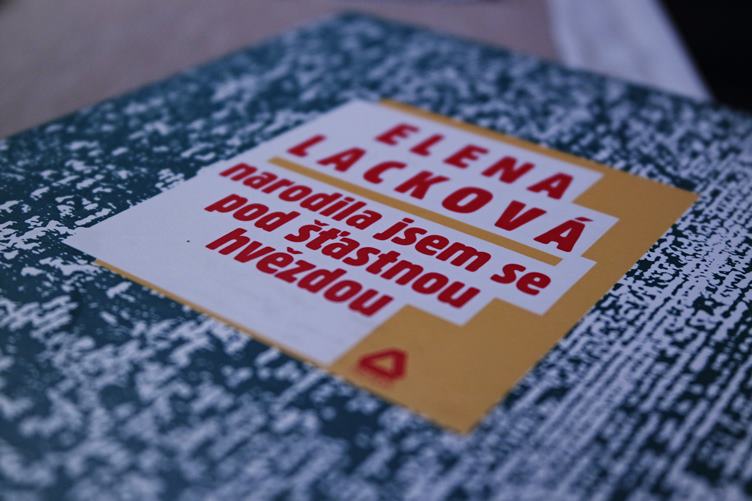 ELENA
LACKOVÁ
narodila jsem se
pod šťastnou
hvězdou